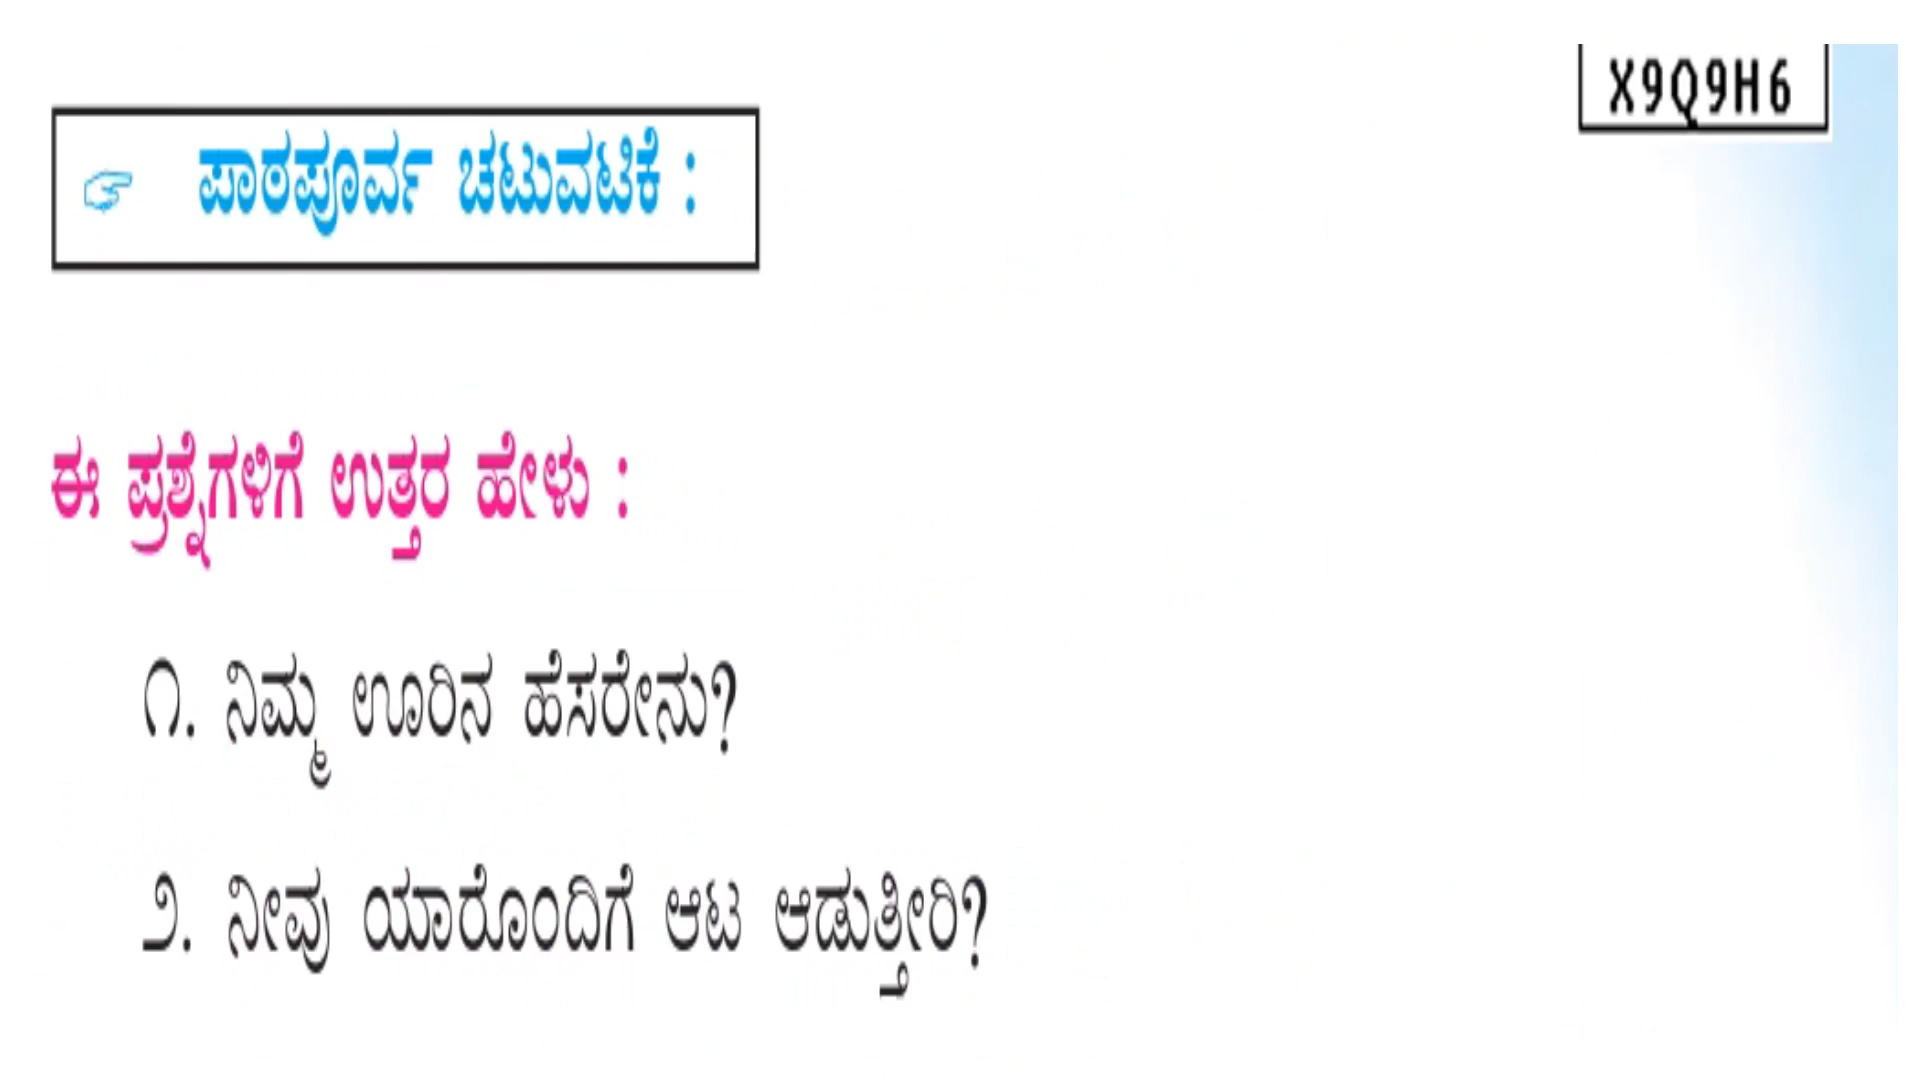 X9Q9H6
☞ ಪಾಠಪೂರ್ವ ಚಟುವಟಿಕೆ :
ಈ ಪ್ರಶ್ನೆಗಳಿಗೆ ಉತ್ತರ ಹೇಳು :
೧. ನಿಮ್ಮ ಊರಿನ ಹೆಸರೇನು?
೨. ನೀವು ಯಾರೊಂದಿಗೆ ಆಟ ಆಡುತ್ತೀರಿ?